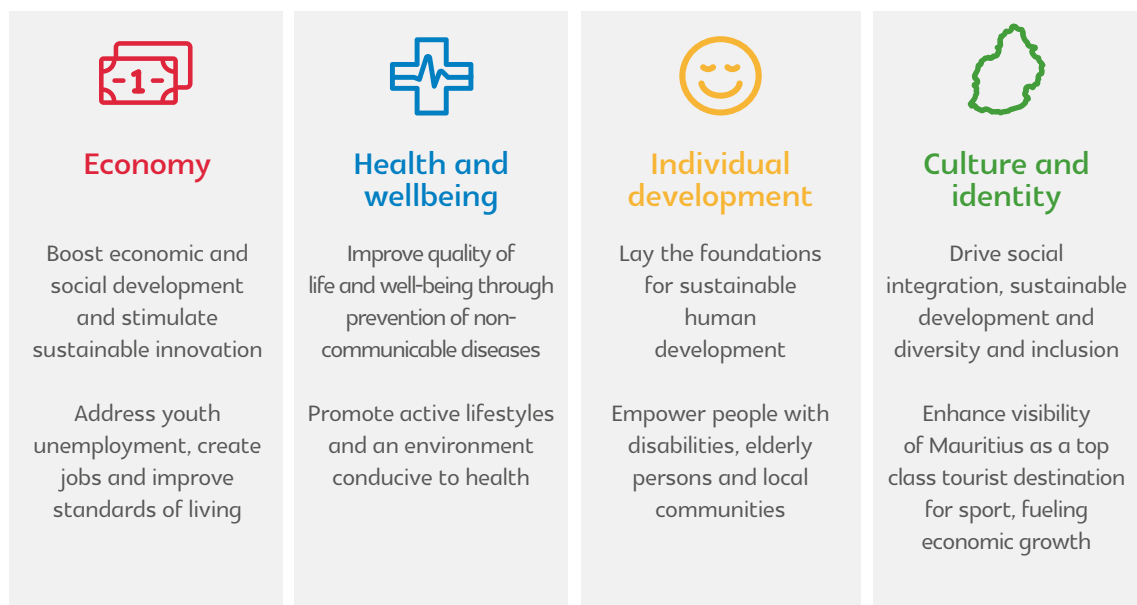 1
Economy
Boost economic and
social development
and stimulate
sustainable innovation
Address youth
unemployment, create
jobs and improve
standards of living
Health and
wellbeing
Improve quality of
life and well-being through
prevention of non-
communicable diseases
Promote active lifestyles
and an environment
conducive to health
Individual
development
Lay the foundations
for sustainable
human
development
Empower people with
disabilities, elderly
persons and local
communities
Culture and
identity
Drive social
integration, sustainable
development and
diversity and inclusion
Enhance visibility
of Mauritius as a top
class tourist destination
for sport, fueling
economic growth